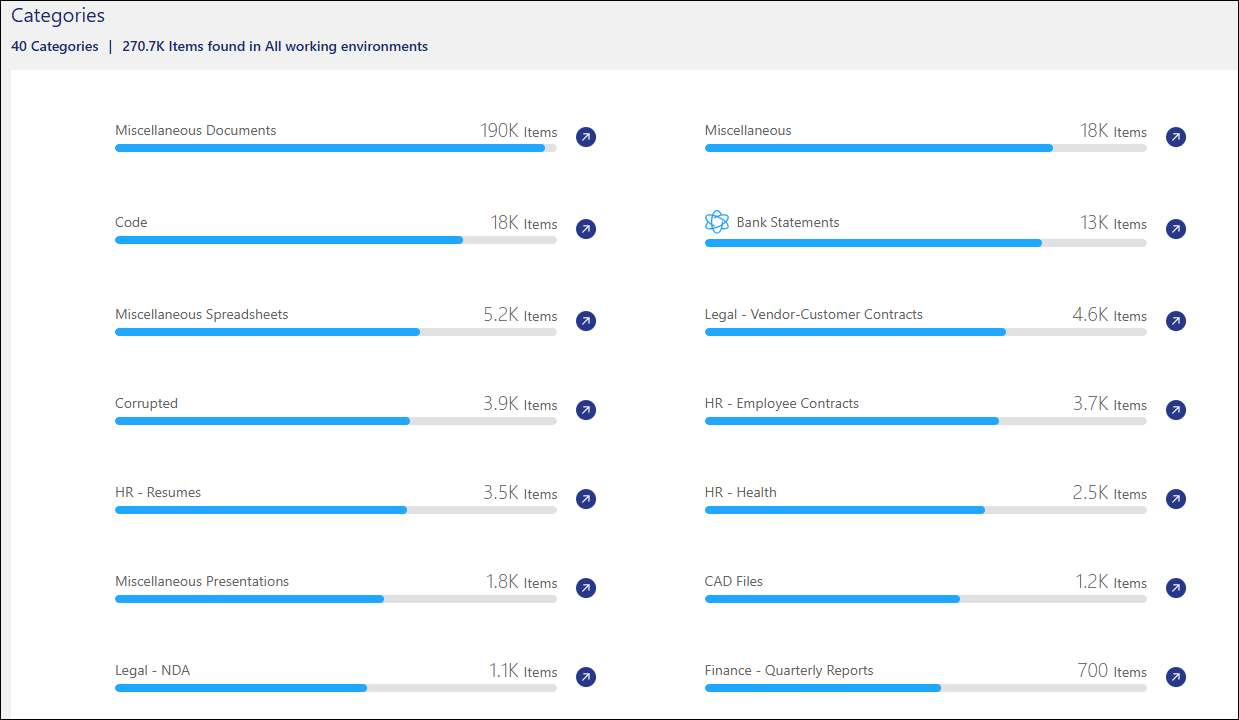 Categories
40 Categories | 270.7K Items found in All working environments
Miscellaneous Documents 190K Items
Miscellaneous 18K Items
Code 18K Items
Bank Statements 13K Items
Miscellaneous Spreadsheets 5.2K Items
Legal - Vendor-Customer Contracts 4.6K Items
Corrupted 3.9K Items
HR - Employee Contracts 3.7K Items
HR - Resumes 3.5K Items
HR - Health 2.5K Items
Miscellaneous Presentations 1.8K Items
CAD Files 1.2K Items
Legal - NDA 1.1K Items
Finance - Quarterly Reports 700 Items